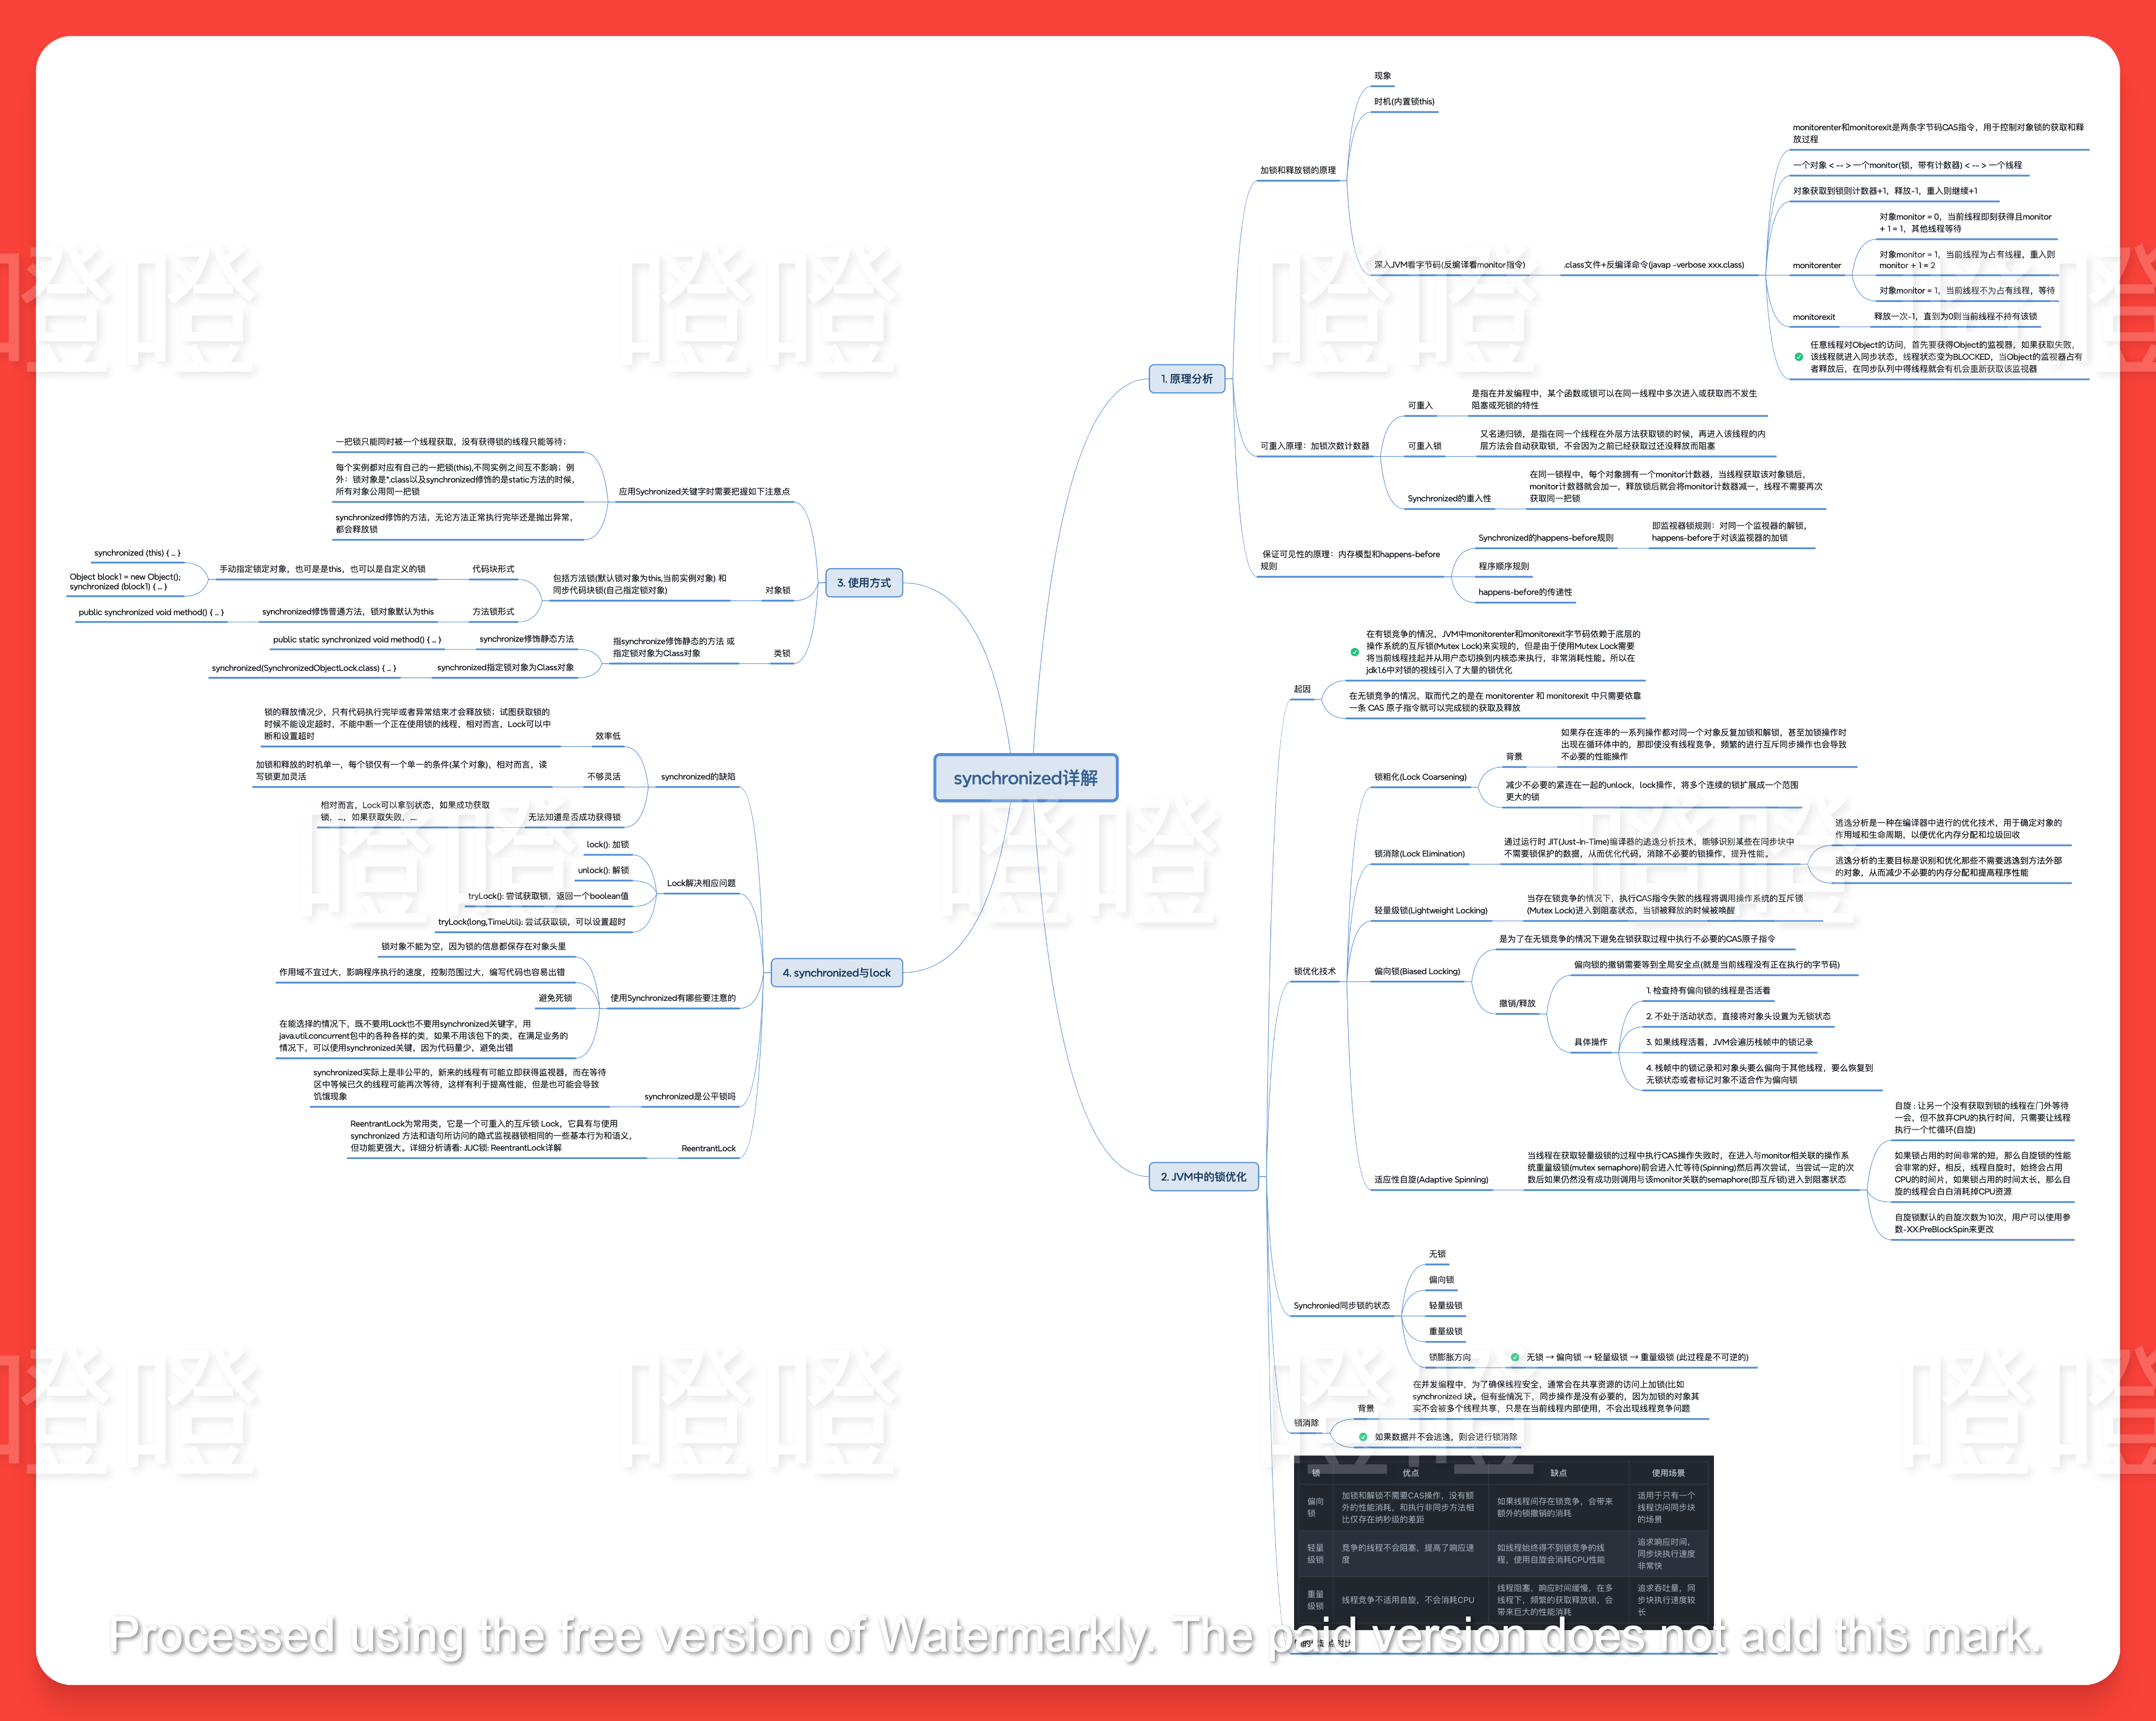 synchronized详解
1. 原理分析
加锁和释放锁的原理
现象
时机(内置锁this)
深入JVM看字节码(反编译看monitor指令)
.class文件+反编译命令(javap -verbose xxx.class)
monitorenter和monitorexit是两条字节码CAS指令，用于控制对象锁的获取和释
放过程
一个对象 < -- > 一个monitor(锁，带有计数器) < -- > 一个线程
对象获取到锁则计数器+1，释放-1，重入则继续+1
monitorenter
对象monitor = 0，当前线程即刻获得且monitor
+ 1 = 1，其他线程等待
对象monitor = 1，当前线程为占有线程，重入则
monitor + 1 = 2
对象monitor = 1，当前线程不为占有线程，等待
monitorexit
释放一次-1，直到为0则当前线程不持有该锁
任意线程对Object的访问，首先要获得Object的监视器，如果获取失败，
该线程就进入同步状态，线程状态变为BLOCKED，当Object的监视器占有
者释放后，在同步队列中得线程就会有机会重新获取该监视器
可重入原理：加锁次数计数器
可重入
是指在并发编程中，某个函数或锁可以在同一线程中多次进入或获取而不发生
阻塞或死锁的特性
可重入锁
又名递归锁，是指在同一个线程在外层方法获取锁的时候，再进入该线程的内
层方法会自动获取锁，不会因为之前已经获取过还没释放而阻塞
Synchronized的重入性
在同一锁程中，每个对象拥有一个monitor计数器，当线程获取该对象锁后，
monitor计数器就会加一，释放锁后就会将monitor计数器减一，线程不需要再次
获取同一把锁
保证可见性的原理：内存模型和happens-before
规则
Synchronized的happens-before规则
即监视器锁规则：对同一个监视器的解锁，
happens-before于对该监视器的加锁
程序顺序规则
happens-before的传递性
2. JVM中的锁优化
起因
在有锁竞争的情况，JVM中monitorenter和monitorexit字节码依赖于底层的
操作系统的互斥锁(Mutex Lock)来实现的，但是由于使用Mutex Lock需要
将当前线程挂起并从用户态切换到内核态来执行，非常消耗性能。所以在
jdk1.6中对锁的视线引入了大量的锁优化
在无锁竞争的情况，取而代之的是在 monitorenter 和 monitorexit 中只需要依靠
一条 CAS 原子指令就可以完成锁的获取及释放
锁优化技术
锁粗化(Lock Coarsening)
背景
如果存在连串的一系列操作都对同一个对象反复加锁和解锁，甚至加锁操作时
出现在循环体中的，那即使没有线程竞争，频繁的进行互斥同步操作也会导致
不必要的性能操作
减少不必要的紧连在一起的unlock，lock操作，将多个连续的锁扩展成一个范围
更大的锁
锁消除(Lock Elimination)
通过运行时 JIT(Just-In-Time)编译器的逃逸分析技术，能够识别某些在同步块中
不需要锁保护的数据，从而优化代码，消除不必要的锁操作，提升性能。
逃逸分析是一种在编译器中进行的优化技术，用于确定对象的
作用域和生命周期，以便优化内存分配和垃圾回收
逃逸分析的主要目标是识别和优化那些不需要逃逸到方法外部
的对象，从而减少不必要的内存分配和提高程序性能
轻量级锁(Lightweight Locking)
当存在锁竞争的情况下，执行CAS指令失败的线程将调用操作系统的互斥锁
(Mutex Lock)进入到阻塞状态，当锁被释放的时候被唤醒
偏向锁(Biased Locking)
是为了在无锁竞争的情况下避免在锁获取过程中执行不必要的CAS原子指令
撤销/释放
偏向锁的撤销需要等到全局安全点(就是当前线程没有正在执行的字节码)
具体操作
1. 检查持有偏向锁的线程是否活着
2. 不处于活动状态，直接将对象头设置为无锁状态
3. 如果线程活着，JVM会遍历栈帧中的锁记录
4. 栈帧中的锁记录和对象头要么偏向于其他线程，要么恢复到
无锁状态或者标记对象不适合作为偏向锁
适应性自旋(Adaptive Spinning)
当线程在获取轻量级锁的过程中执行CAS操作失败时，在进入与monitor相关联的操作系
统重量级锁(mutex semaphore)前会进入忙等待(Spinning)然后再次尝试，当尝试一定的次
数后如果仍然没有成功则调用与该monitor关联的semaphore(即互斥锁)进入到阻塞状态
自旋 : 让另一个没有获取到锁的线程在门外等待
一会，但不放弃CPU的执行时间，只需要让线程
执行一个忙循环(自旋)
如果锁占用的时间非常的短，那么自旋锁的性能
会非常的好。相反，线程自旋时，始终会占用
CPU的时间片，如果锁占用的时间太长，那么自
旋的线程会白白消耗掉CPU资源
自旋锁默认的自旋次数为10次，用户可以使用参
数-XX:PreBlockSpin来更改
Synchronied同步锁的状态
无锁
偏向锁
轻量级锁
重量级锁
锁膨胀方向
无锁 → 偏向锁 → 轻量级锁 → 重量级锁 (此过程是不可逆的)
锁消除
背景
在并发编程中，为了确保线程安全，通常会在共享资源的访问上加锁(比如
synchronized 块。但有些情况下，同步操作是没有必要的，因为加锁的对象其
实不会被多个线程共享，只是在当前线程内部使用，不会出现线程竞争问题
如果数据并不会逃逸，则会进行锁消除
锁 优点 缺点 使用场景
偏向
锁
加锁和解锁不需要CAS操作，没有额
外的性能消耗，和执行非同步方法相
比仅存在纳秒级的差距
如果线程间存在锁竞争，会带来
额外的锁撤销的消耗
适用于只有一个
线程访问同步块
的场景
轻量
级锁
竞争的线程不会阻塞，提高了响应速
度
如线程始终得不到锁竞争的线
程，使用自旋会消耗CPU性能
追求响应时间，
同步块执行速度
非常快
重量
级锁
线程竞争不适用自旋，不会消耗CPU
线程阻塞，响应时间缓慢，在多
线程下，频繁的获取释放锁，会
带来巨大的性能消耗
追求吞吐量，同
步块执行速度较
长
3. 使用方式
应用Sychronized关键字时需要把握如下注意点
一把锁只能同时被一个线程获取，没有获得锁的线程只能等待；
每个实例都对应有自己的一把锁(this),不同实例之间互不影响；例
外：锁对象是*.class以及synchronized修饰的是static方法的时候，
所有对象公用同一把锁
synchronized修饰的方法，无论方法正常执行完毕还是抛出异常，
都会释放锁
对象锁
包括方法锁(默认锁对象为this,当前实例对象) 和
同步代码块锁(自己指定锁对象)
代码块形式
手动指定锁定对象，也可是是this，也可以是自定义的锁
synchronized (this) { ... }
Object block1 = new Object();
synchronized (block1) { ... }
方法锁形式
synchronized修饰普通方法，锁对象默认为this
public synchronized void method() { ... }
类锁
指synchronize修饰静态的方法 或
指定锁对象为Class对象
synchronize修饰静态方法
public static synchronized void method() { ... }
synchronized指定锁对象为Class对象
synchronized(SynchronizedObjectLock.class) { ... }
4. synchronized与lock
synchronized的缺陷
效率低
锁的释放情况少，只有代码执行完毕或者异常结束才会释放锁；试图获取锁的
时候不能设定超时，不能中断一个正在使用锁的线程，相对而言，Lock可以中
断和设置超时
不够灵活
加锁和释放的时机单一，每个锁仅有一个单一的条件(某个对象)，相对而言，读
写锁更加灵活
无法知道是否成功获得锁
相对而言，Lock可以拿到状态，如果成功获取
锁，....，如果获取失败，.....
Lock解决相应问题
lock(): 加锁
unlock(): 解锁
tryLock(): 尝试获取锁，返回一个boolean值
tryLock(long,TimeUtil): 尝试获取锁，可以设置超时
使用Synchronized有哪些要注意的
锁对象不能为空，因为锁的信息都保存在对象头里
作用域不宜过大，影响程序执行的速度，控制范围过大，编写代码也容易出错
避免死锁
在能选择的情况下，既不要用Lock也不要用synchronized关键字，用
java.util.concurrent包中的各种各样的类，如果不用该包下的类，在满足业务的
情况下，可以使用synchronized关键，因为代码量少，避免出错
synchronized是公平锁吗
synchronized实际上是非公平的，新来的线程有可能立即获得监视器，而在等待
区中等候已久的线程可能再次等待，这样有利于提高性能，但是也可能会导致
饥饿现象
ReentrantLock
ReentrantLock为常用类，它是一个可重入的互斥锁 Lock，它具有与使用
synchronized 方法和语句所访问的隐式监视器锁相同的一些基本行为和语义，
但功能更强大。详细分析请看: JUC锁: ReentrantLock详解
噔噔
噔噔
噔噔
噔噔
噔噔
噔噔
噔噔
噔噔
噔噔
噔噔
噔噔
Processed using the free version of Watermarkly. The paid version does not add this mark.